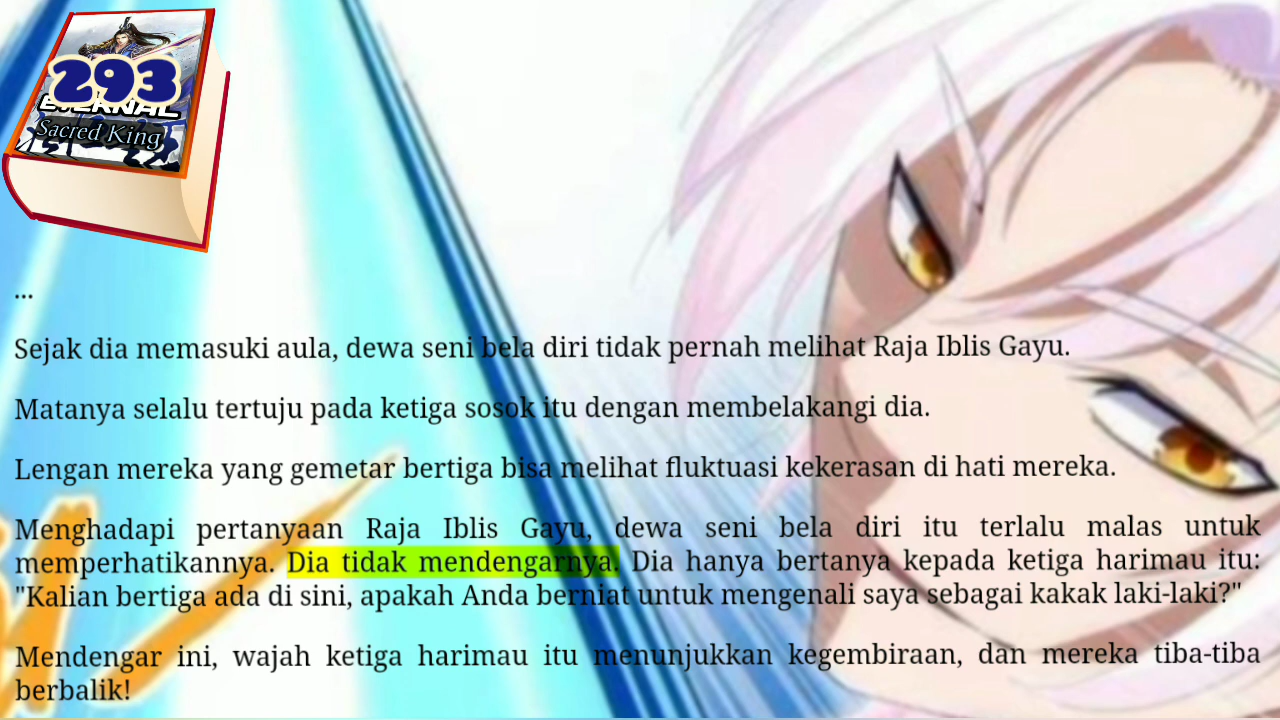 293
ETERNAL
Sacred King
...
Sejak dia memasuki aula, dewa seni bela diri tidak pernah melihat Raja Iblis Gayu.
Matanya selalu tertuju pada ketiga sosok itu dengan membelakangi dia.
Lengan mereka yang gemetar bertiga bisa melihat fluktuasi kekerasan di hati mereka.
Menghadapi pertanyaan Raja Iblis Gayu, dewa seni bela diri itu terlalu malas untuk
memperhatikannya. Dia tidak mendengarnya. Dia hanya bertanya kepada ketiga harimau itu:
"Kalian bertiga ada di sini, apakah Anda berniat untuk mengenali saya sebagai kakak laki-laki?"
Mendengar ini, wajah ketiga harimau itu menunjukkan kegembiraan, dan mereka tiba-tiba
berbalik!